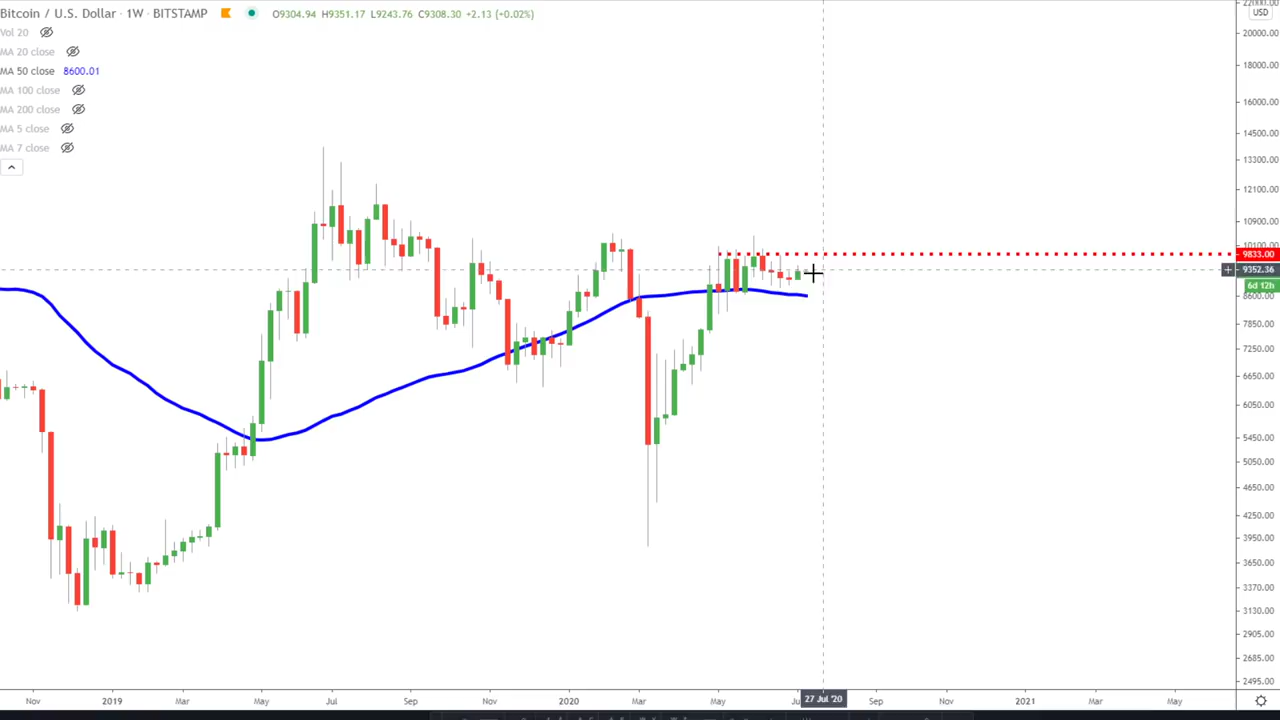 Bitcoin / U.S. Dollar · 1W · BITSTAMP O9304.94 H9351.17 L9243.76 C9308.30 +2.13 (+0.02%)
Vol 20
MA 20 close
MA 50 close 8600.01
MA 100 close
MA 200 close
MA 5 close
MA 7 close
22000.00
USD
20000.00
18000.00
16000.00
14500.00
13300.00
12100.00
10900.00
10100.00
9833.00
9352.36
6d 12h
8600.00
7850.00
7250.00
6650.00
6050.00
5450.00
5050.00
4650.00
4250.00
3950.00
3650.00
3370.00
3130.00
2905.00
2685.00
2495.00
Nov 2019 Mar May Jul Sep Nov 2020 Mar May 27 Jul '20 Sep Nov 2021 Mar May